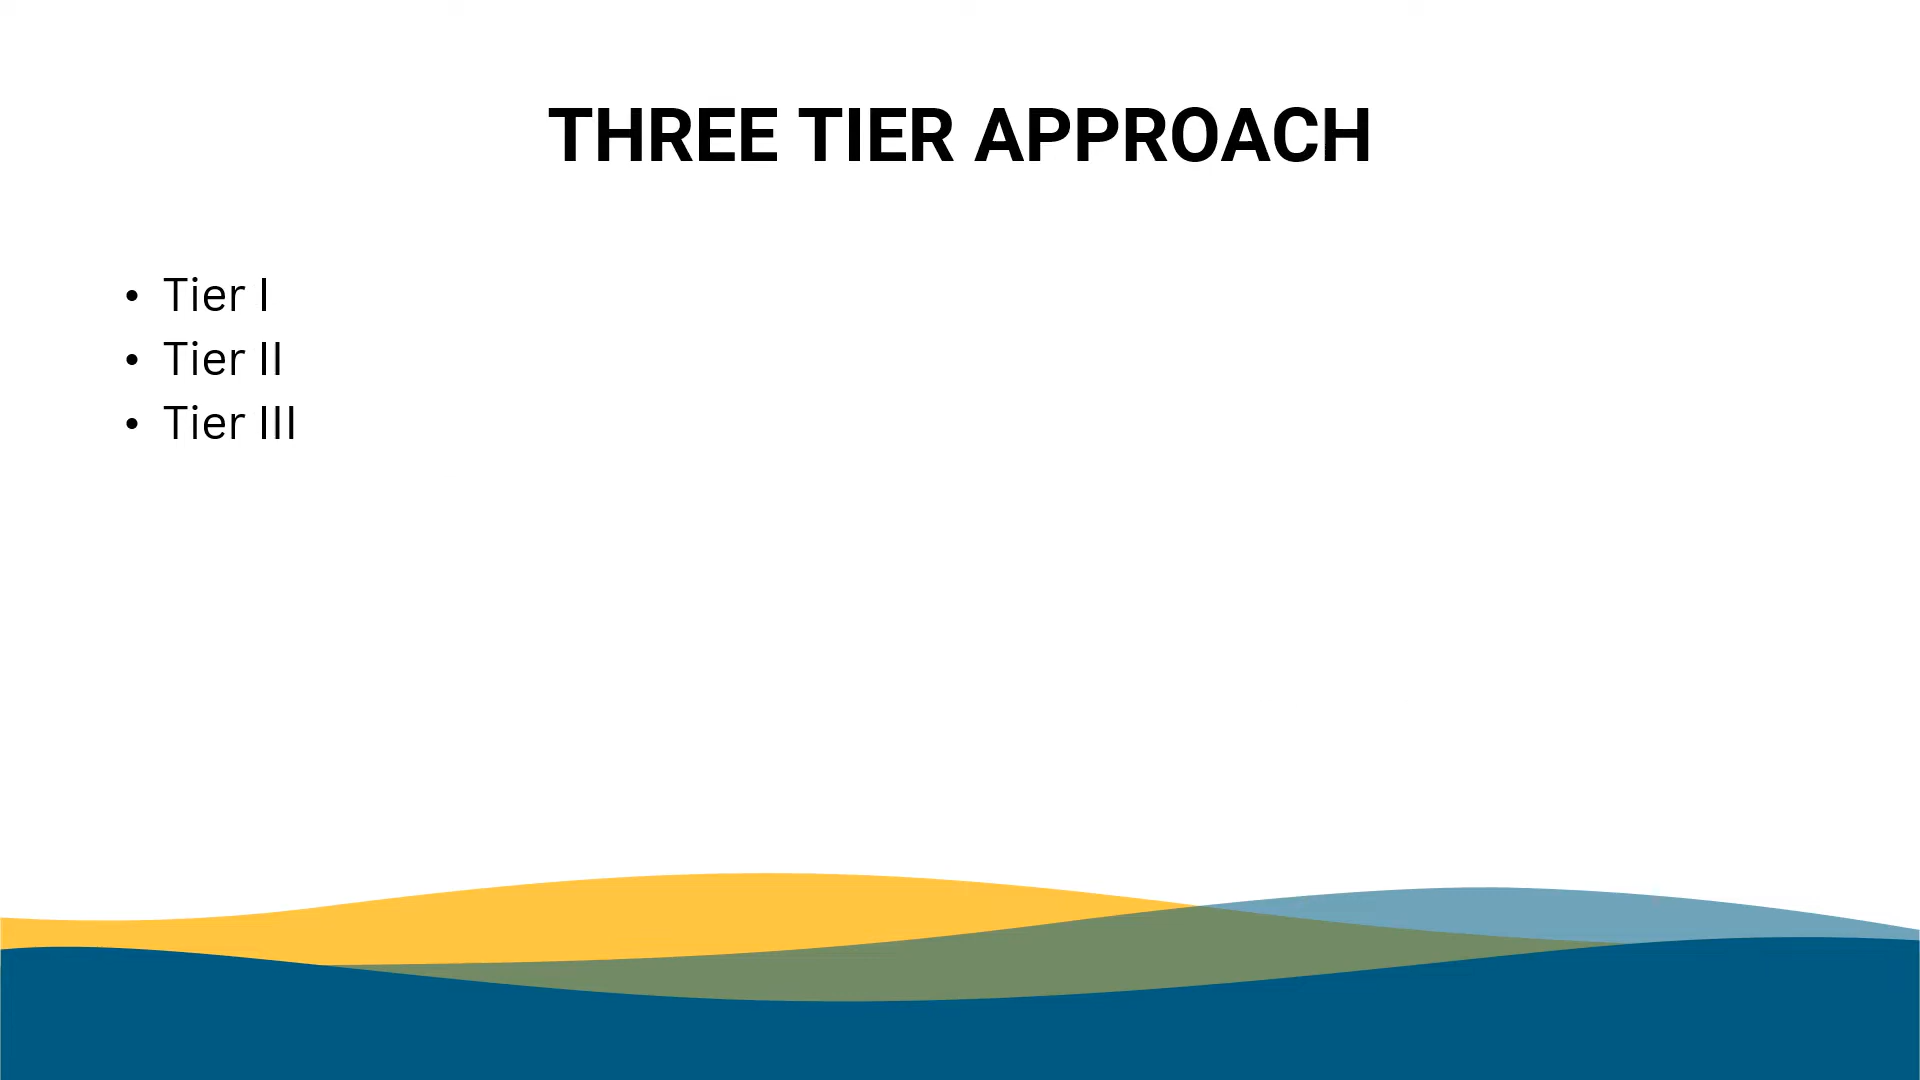 THREE TIER APPROACH
• Tier I
• Tier II
• Tier III